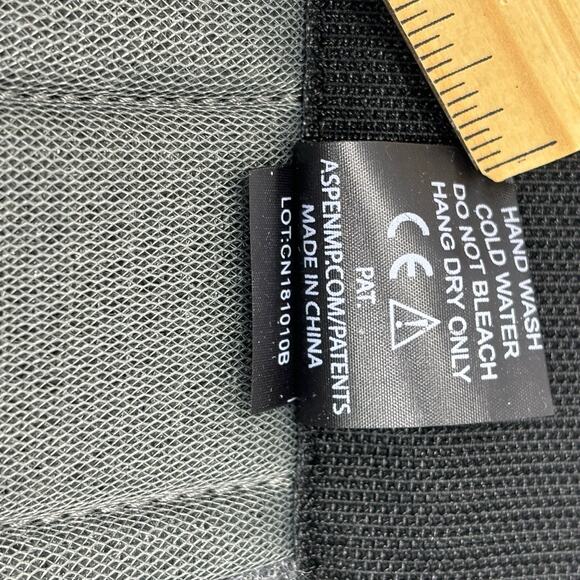 HAND WASH
COLD WATER
DO NOT BLEACH
HANG DRY ONLY
CE
PAT.
ASPENMP.COM/PATENTS
MADE IN CHINA
LOT:CN181010B